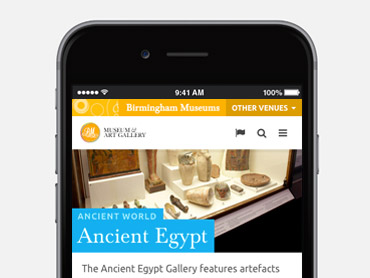 9:41 AM
100%
Birmingham Museums
OTHER VENUES
MUSEUM &
ART GALLERY
ANCIENT WORLD
Ancient Egypt
The Ancient Egypt Gallery features artefacts